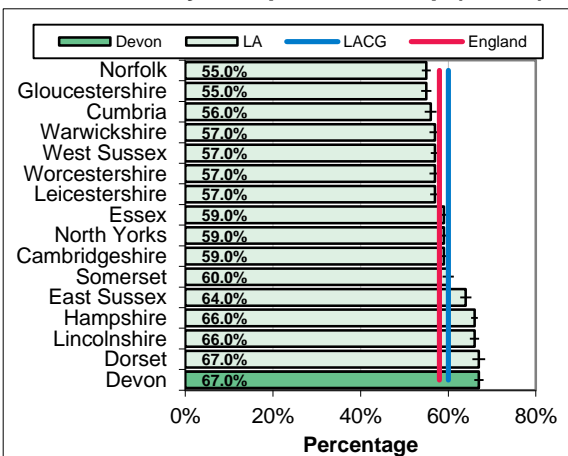 Devon LA LACG England
Norfolk 55.0%
Gloucestershire 55.0%
Cumbria 56.0%
Warwickshire 57.0%
West Sussex 57.0%
Worcestershire 57.0%
Leicestershire 57.0%
Essex 59.0%
North Yorks 59.0%
Cambridgeshire 59.0%
Somerset 60.0%
East Sussex 64.0%
Hampshire 66.0%
Lincolnshire 66.0%
Dorset 67.0%
Devon 67.0%
0% 20% 40% 60% 80%
Percentage